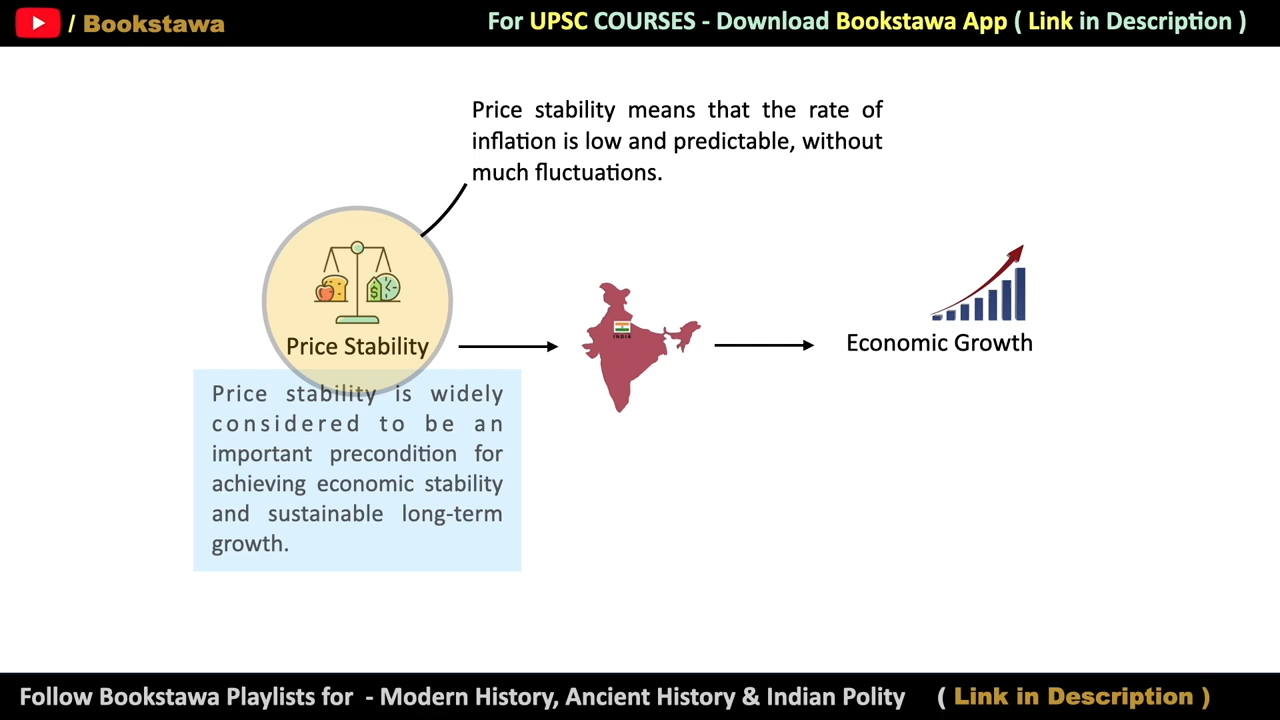 / Bookstawa
For UPSC COURSES - Download Bookstawa App ( Link in Description )
Price stability means that the rate of
inflation is low and predictable, without
much fluctuations.
$
INDIA
Price Stability
Economic Growth
Price stability is widely
considered to be an
important precondition for
achieving economic stability
and sustainable long-term
growth.
Follow Bookstawa Playlists for - Modern History, Ancient History & Indian Polity ( Link in Description )